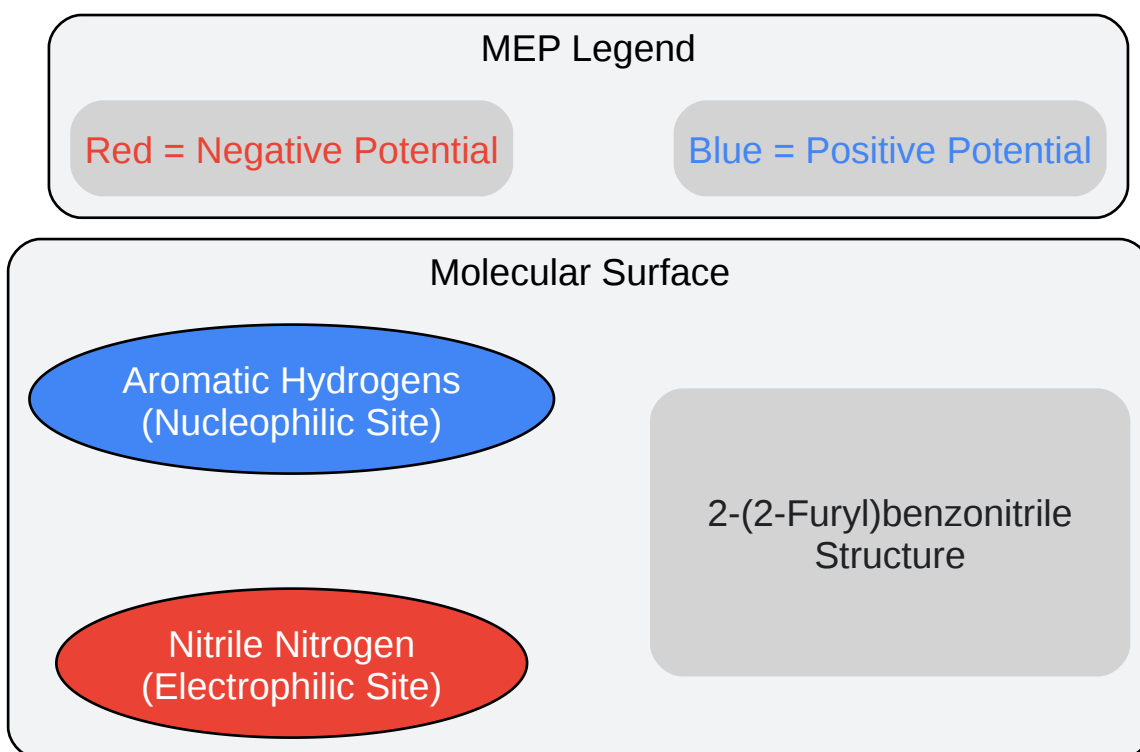 MEP Legend
Red = Negative Potential
Blue = Positive Potential
Molecular Surface
Aromatic Hydrogens
(Nucleophilic Site)
2-(2-Furyl)benzonitrile
Structure
Nitrile Nitrogen
(Electrophilic Site)